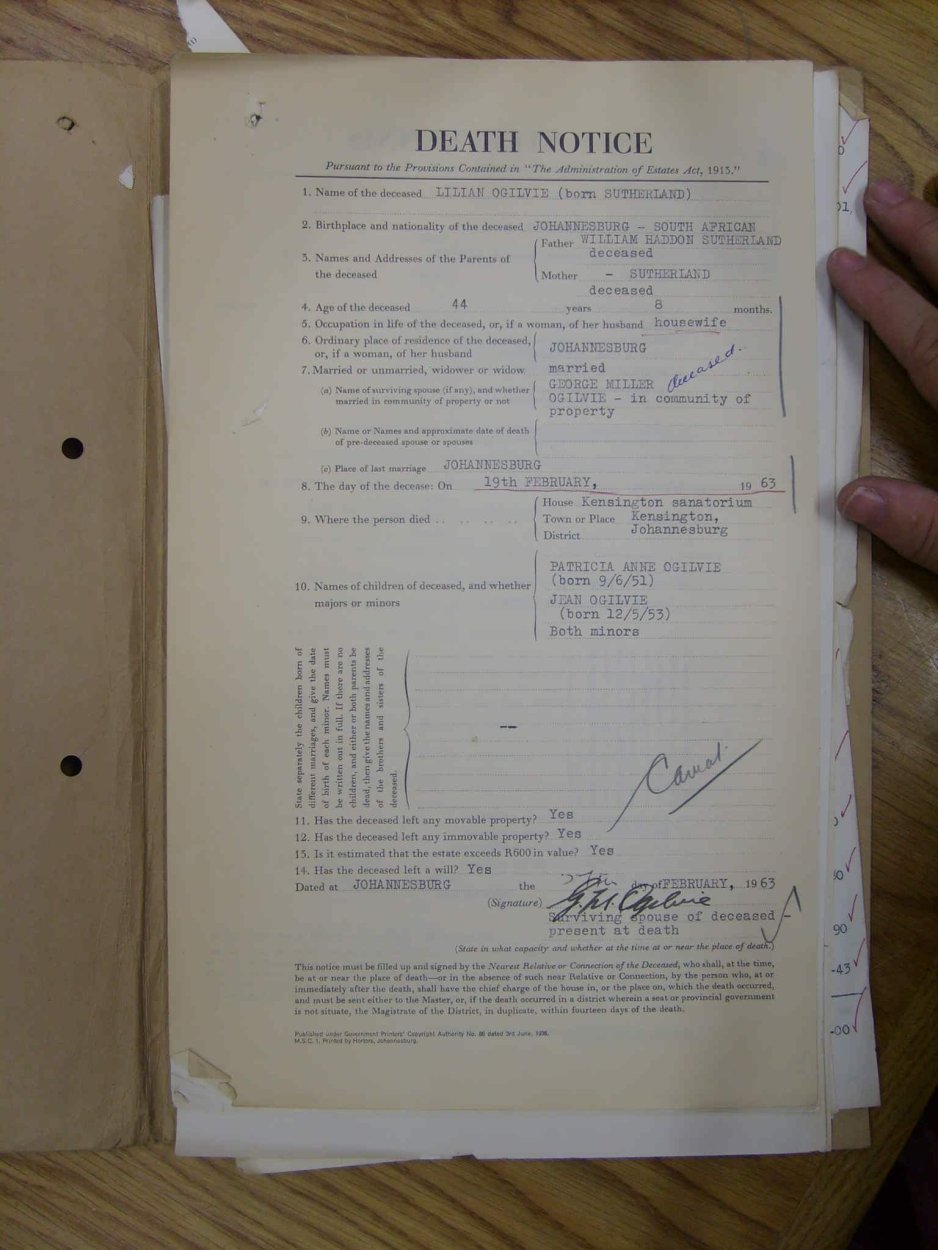 DEATH NOTICE
Pursuant to the Provisions Contained in "The Administration of Estates Act, 1913."
1. Name of the deceased LILIAN OGILVIE (born SUTHERLAND)
2. Birthplace and nationality of the deceased JOHANNESBURG - SOUTH AFRICAN
3. Names and Addresses of the Parents of the deceased
Father WILLIAM HADDON SUTHERLAND
deceased
Mother - SUTHERLAND
deceased
4. Age of the deceased 44 years 8 months.
5. Occupation in life of the deceased, or, if a woman, of her husband housewife
6. Ordinary place of residence of the deceased,
or, if a woman, of her husband
JOHANNESBURG
7. Married or unmarried, widower or widow married
(a) Name of surviving spouse (if any), and whether
married in community of property or not
GEORGE MILLER deceased.
OGILVIE - in community of
property
(b) Name or Names and approximate date of death
of pre-deceased spouse or spouses
(c) Place of last marriage JOHANNESBURG
8. The day of the decease: On 19th FEBRUARY, 19 63
9. Where the person died .. .. .. ..
House Kensington sanatorium
Town or Place Kensington,
District Johannesburg
10. Names of children of deceased, and whether
majors or minors
PATRICIA ANNE OGILVIE
(born 9/6/51)
JEAN OGILVIE
(born 12/5/53)
Both minors
State separately the children born of
different marriages, and give the date
of birth of each minor. Names must
be written out in full. If there are no
children, and either or both parents be
dead, then give the names and addresses
of the brothers and sisters of the
deceased.
--
11. Has the deceased left any movable property? Yes
12. Has the deceased left any immovable property? Yes
13. Is it estimated that the estate exceeds R600 in value? Yes
14. Has the deceased left a will? Yes
Dated at JOHANNESBURG the day of FEBRUARY, 19 63
(Signature) G.M. Ogilvie
Surviving spouse of deceased -
present at death
(State in what capacity and whether at the time at or near the place of death.)
This notice must be filled up and signed by the Nearest Relative or Connection of the Deceased, who shall, at the time,
be at or near the place of death—or in the absence of such near Relative or Connection, by the person who, at or
immediately after the death, shall have the chief charge of the house in, or the place on, which the death occurred,
and must be sent either to the Master, or, if the death occurred in a district wherein a seat or provincial government
is not situate, the Magistrate of the District, in duplicate, within fourteen days of the death.
Published under Government Printers' Copyright Authority No. 86 dated 3rd June, 1936.
M.S.C. 1. Printed by Hortors, Johannesburg.
90
-43
-00